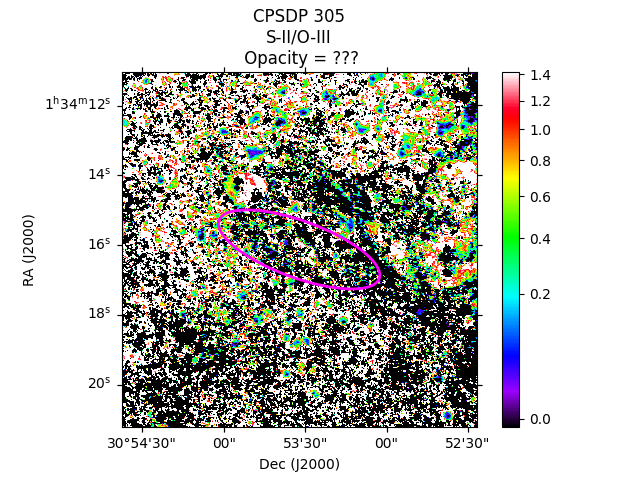 CPSDP 305
S-II/O-III
Opacity = ???
1ʰ34ᵐ12ˢ
14ˢ
16ˢ
18ˢ
20ˢ
RA (J2000)
30°54'30" 00" 53'30" 00" 52'30"
Dec (J2000)
1.4
1.2
1.0
0.8
0.6
0.4
0.2
0.0